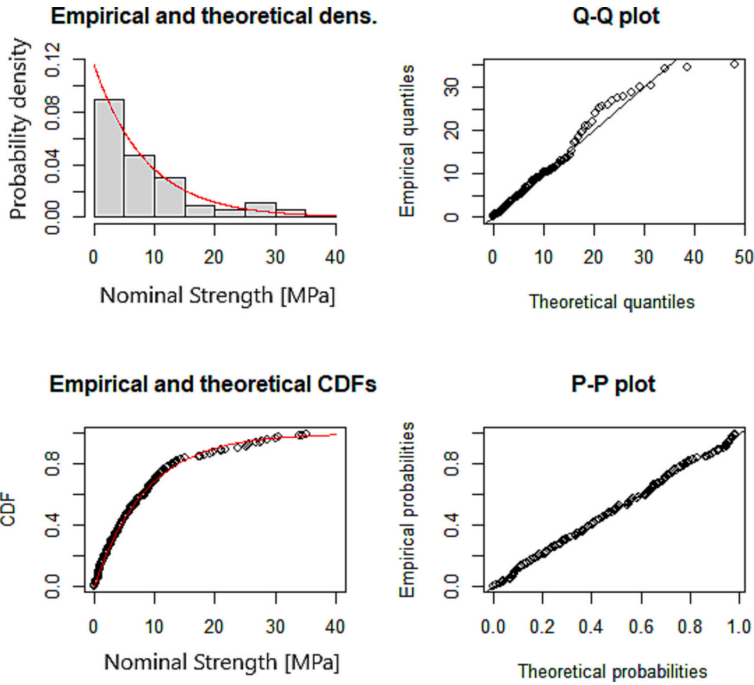 Empirical and theoretical dens.
Probability density
0.00 0.04 0.08 0.12
0 10 20 30 40
Nominal Strength [MPa]
Q-Q plot
Empirical quantiles
0 10 20 30
0 10 20 30 40 50
Theoretical quantiles
Empirical and theoretical CDFs
CDF
0.0 0.4 0.8
0 10 20 30 40
Nominal Strength [MPa]
P-P plot
Empirical probabilities
0.0 0.4 0.8
0.0 0.2 0.4 0.6 0.8 1.0
Theoretical probabilities